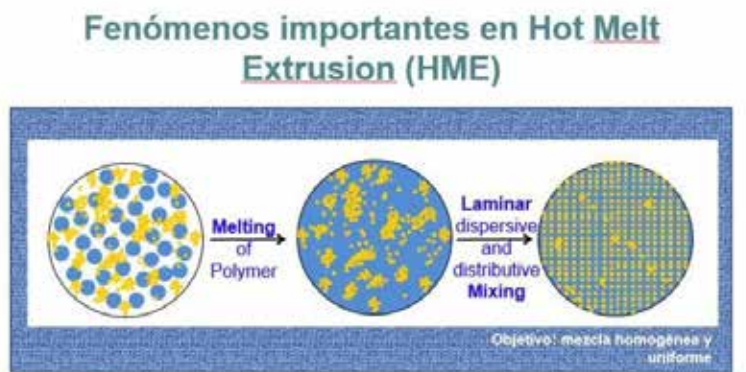 Fenómenos importantes en Hot Melt
Extrusion (HME)
Melting
of
Polymer
Laminar
dispersive
and
distributive
Mixing
Objetivo: mezcla homogénea y
uniforme